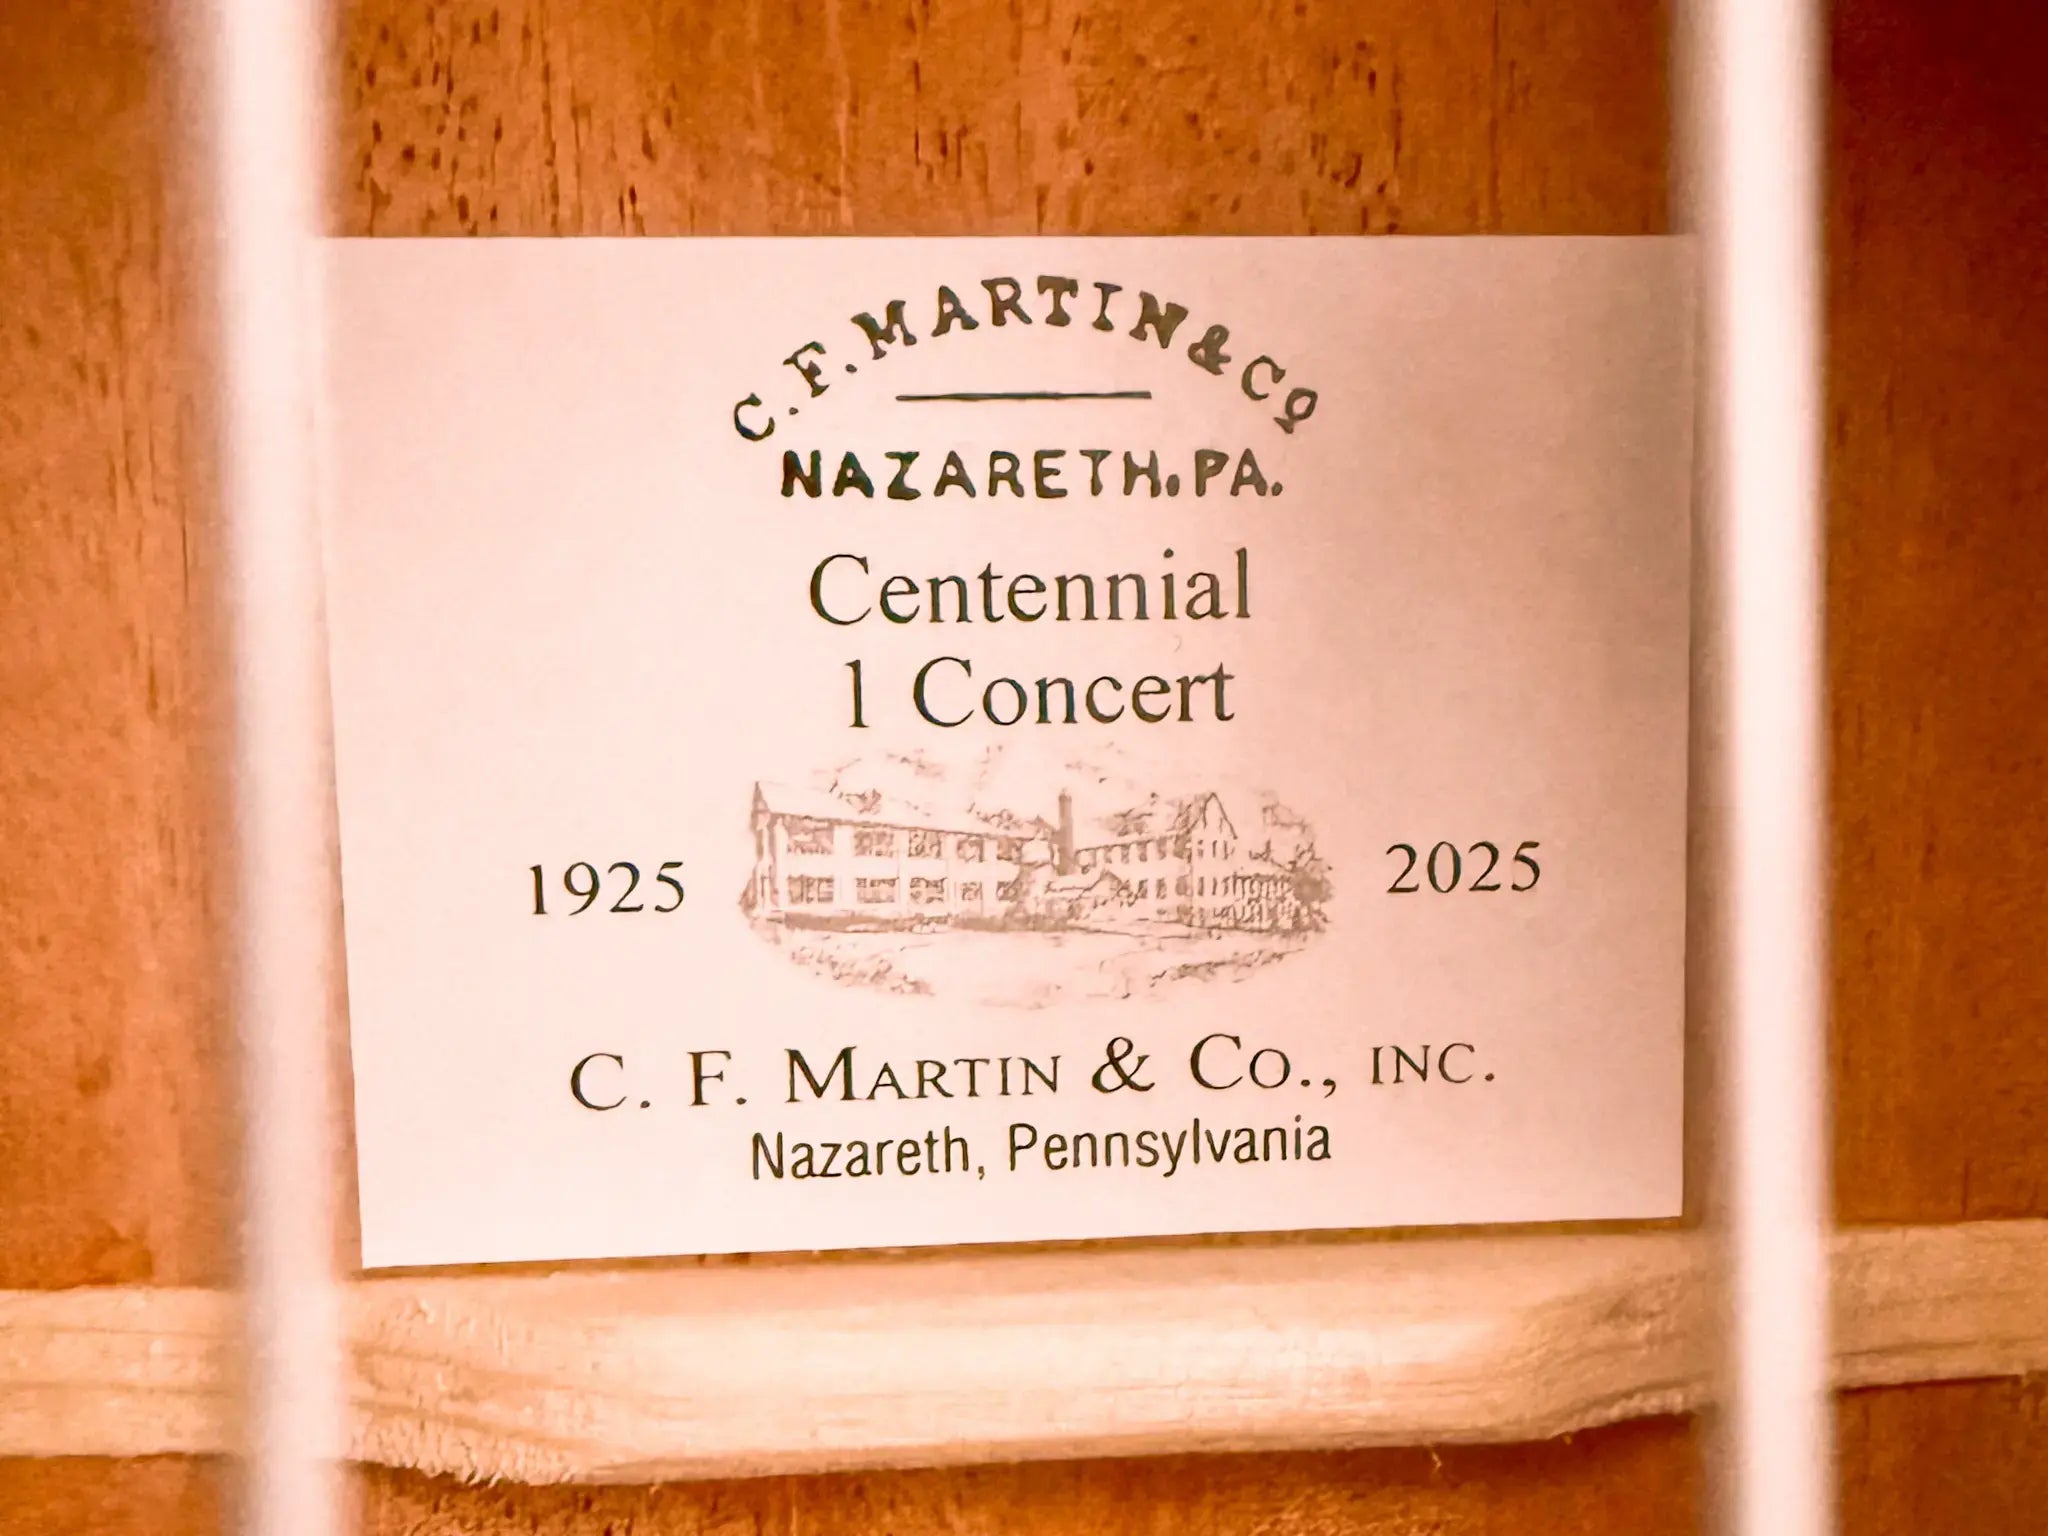 C. F. MARTIN & Co
NAZARETH. PA.
Centennial
1 Concert
1925 2025
C. F. MARTIN & CO., INC.
Nazareth, Pennsylvania